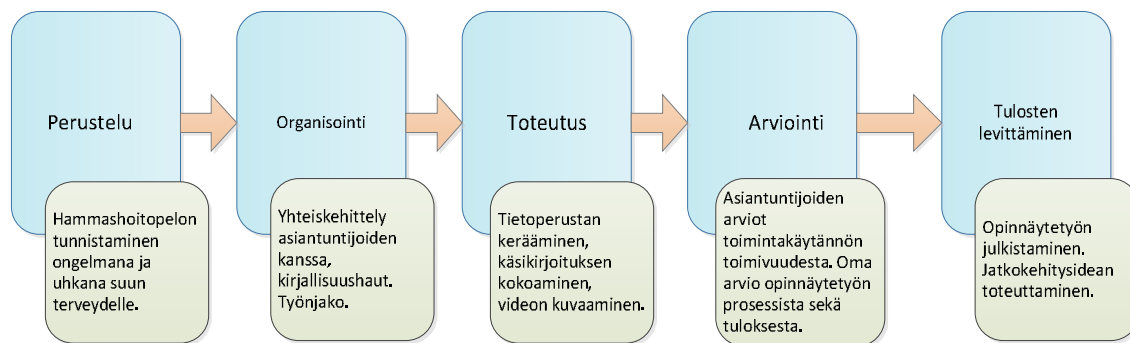 Perustelu
Hammashoitopelon
tunnistaminen
ongelmana ja
uhkana suun
terveydelle.
Organisointi
Yhteiskehittely
asiantuntijoiden
kanssa,
kirjallisuushaut.
Työnjako.
Toteutus
Tietoperustan
kerääminen,
käsikirjoituksen
kokoaminen,
videon kuvaaminen.
Arviointi
Asiantuntijoiden
arviot
toimintakäytännön
toimivuudesta. Oma
arvio opinnäytetyön
prosessista sekä
tuloksesta.
Tulosten
levittäminen
Opinnäytetyön
julkistaminen.
Jatkokehitysidean
toteuttaminen.